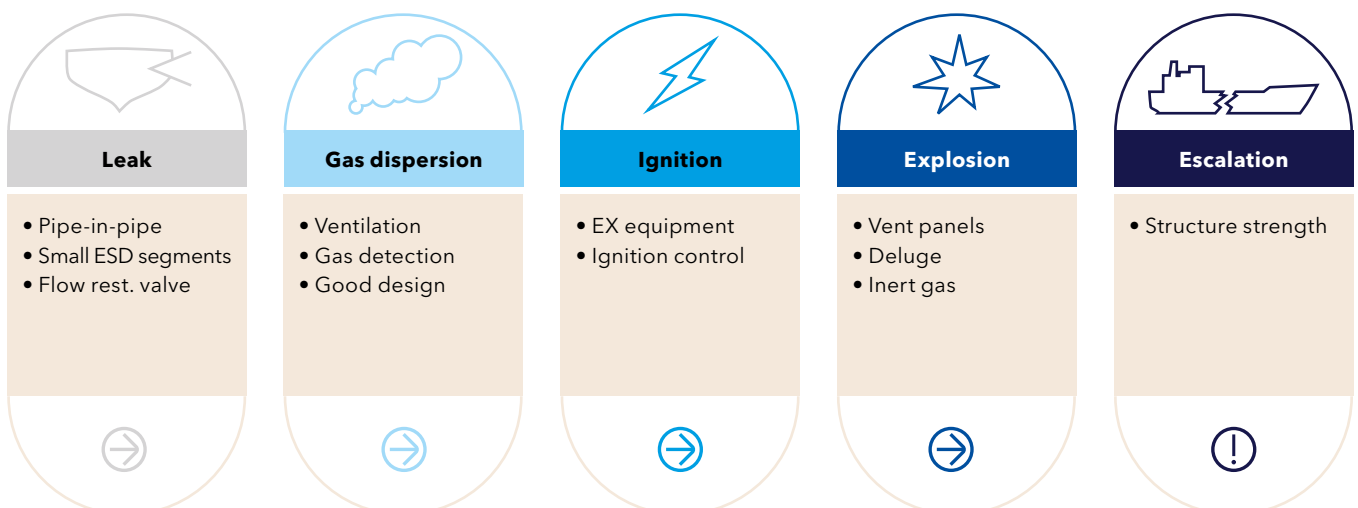 Leak
• Pipe-in-pipe
• Small ESD segments
• Flow rest. valve
Gas dispersion
• Ventilation
• Gas detection
• Good design
Ignition
• EX equipment
• Ignition control
Explosion
• Vent panels
• Deluge
• Inert gas
Escalation
• Structure strength